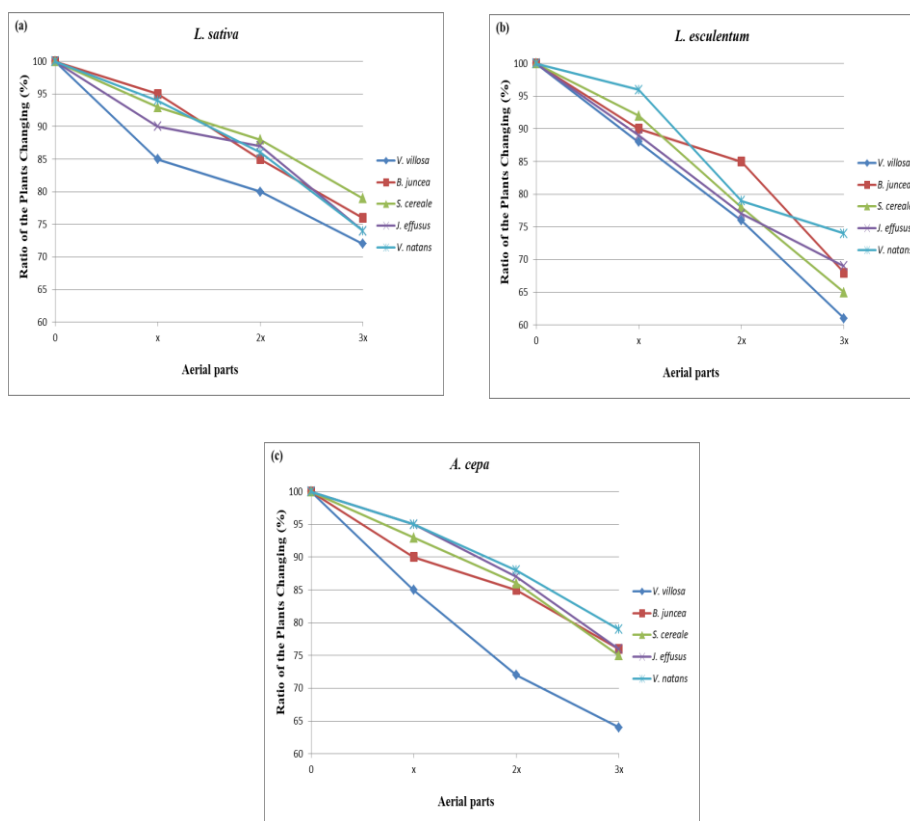 (a)
L. sativa
Ratio of the Plants Changing (%)
100
95
90
85
80
75
70
65
60
0 x 2x 3x
Aerial parts
V. villosa
B. juncea
S. cereale
J. effusus
V. natans
(b)
L. esculentum
Ratio of the Plants Changing (%)
100
95
90
85
80
75
70
65
60
0 x 2x 3x
Aerial parts
V. villosa
B. juncea
S. cereale
J. effusus
V. natans
(c)
A. cepa
Ratio of the Plants Changing (%)
100
95
90
85
80
75
70
65
60
0 x 2x 3x
Aerial parts
V. villosa
B. juncea
S. cereale
J. effusus
V. natans